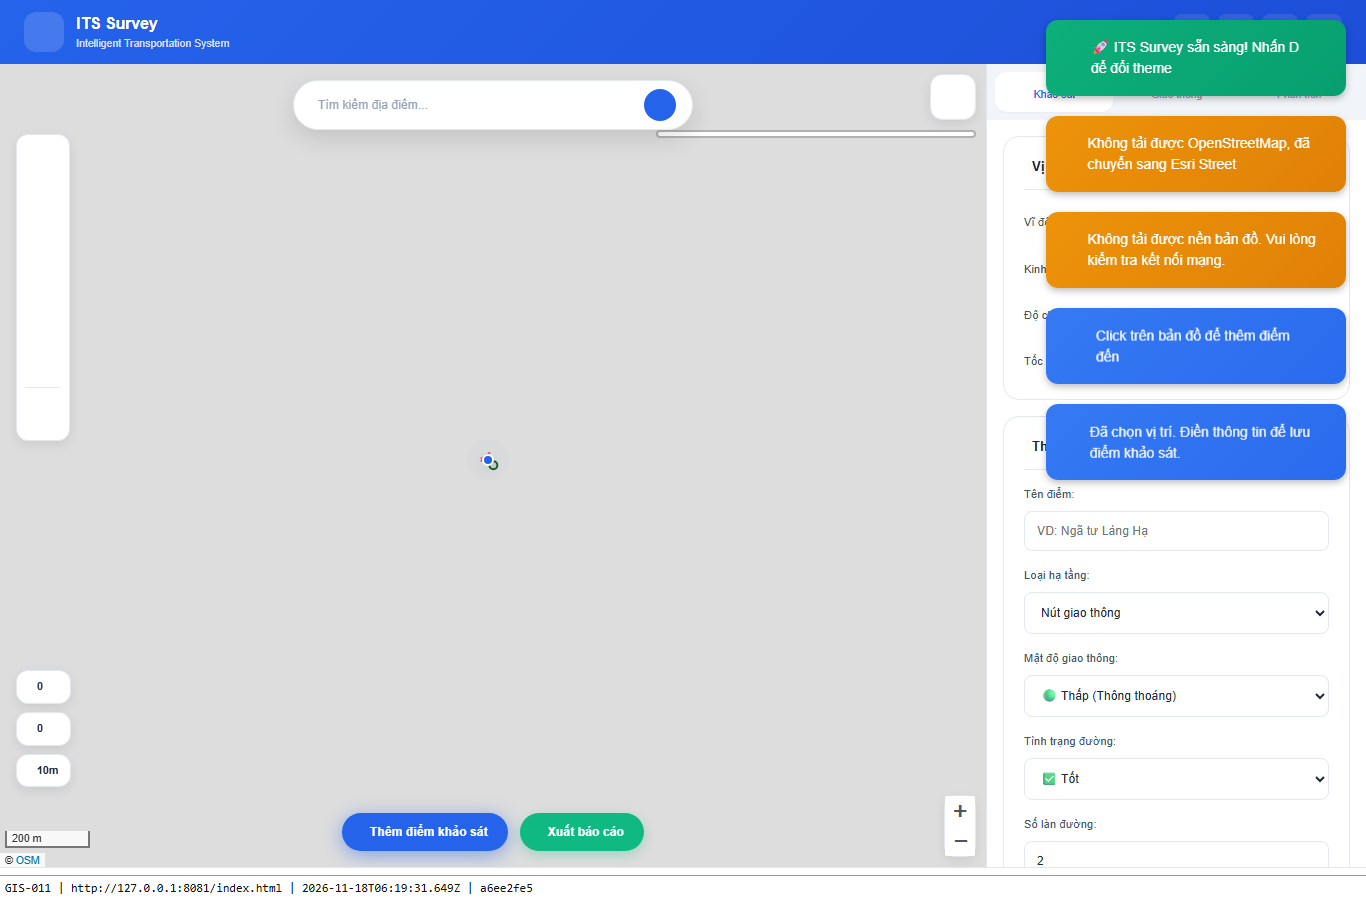 ITS Survey
Intelligent Transportation System
🚀 ITS Survey sẵn sàng! Nhấn D
để đổi theme
Tìm kiếm địa điểm...
Không tải được OpenStreetMap, đã
chuyển sang Esri Street
Không tải được nền bản đồ. Vui lòng
kiểm tra kết nối mạng.
Click trên bản đồ để thêm điểm
đến
Đã chọn vị trí. Điền thông tin để lưu
điểm khảo sát.
Tốc
Tên điểm:
VD: Ngã tư Láng Hạ
Loại hạ tầng:
Nút giao thông
Mật độ giao thông:
Thấp (Thông thoáng)
Tình trạng đường:
✅ Tốt
Số làn đường:
2
0
0
10m
Thêm điểm khảo sát
Xuất báo cáo
+
−
200 m
© OSM
GIS-011 | http://127.0.0.1:8081/index.html | 2026-11-18T06:19:31.649Z | a6ee2fe5